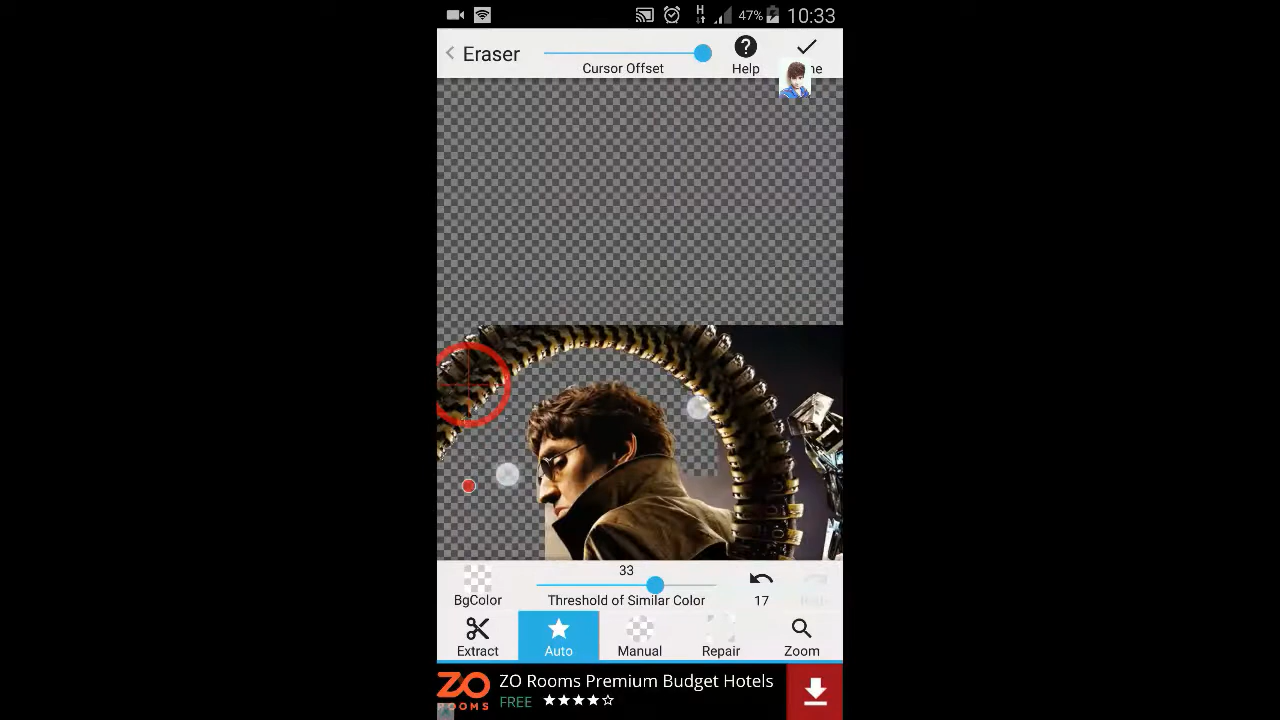 47% 10:33
Eraser
Cursor Offset
Help
33
BgColor
Threshold of Similar Color
17
Extract
Auto
Manual
Repair
Zoom
ZO
OOMS
ZO Rooms Premium Budget Hotels
FREE